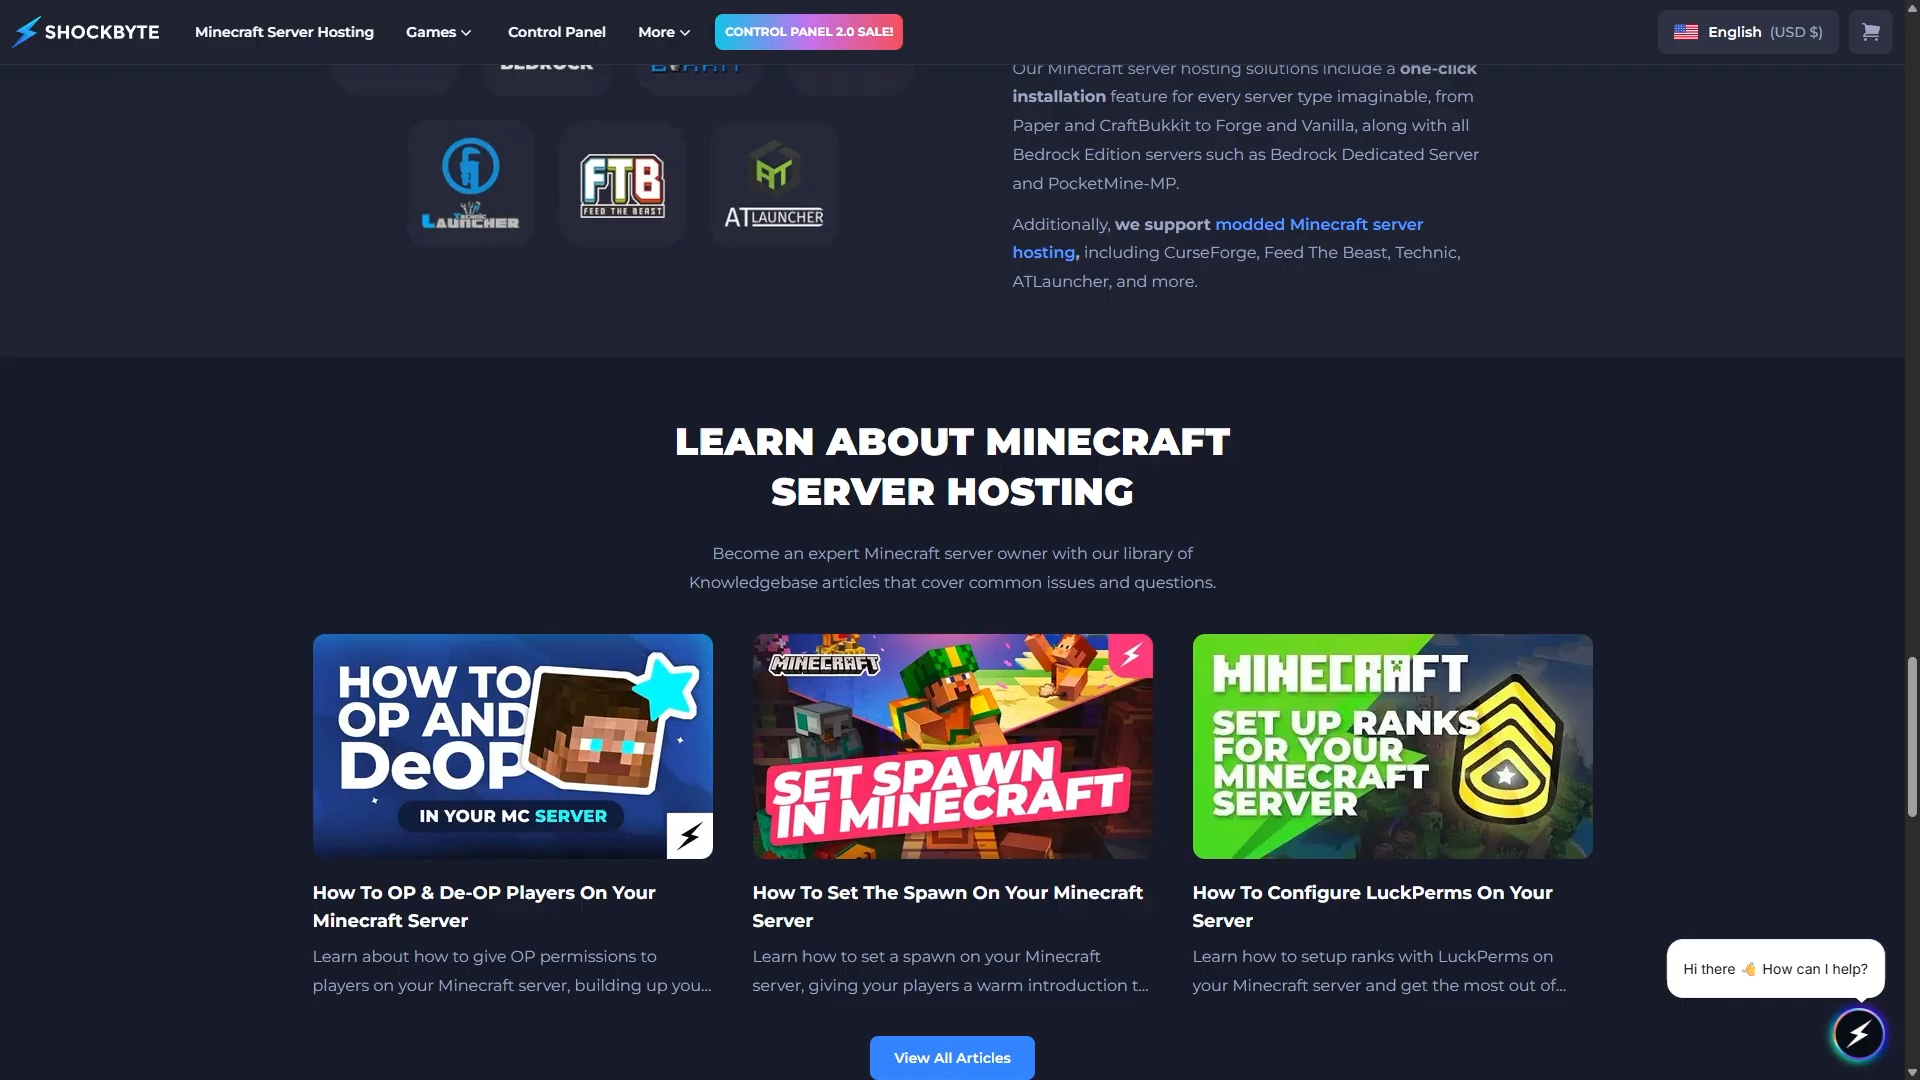 SHOCKBYTE
Minecraft Server Hosting
Games
Control Panel
More
CONTROL PANEL 2.0 SALE!
English (USD $)
BEDROCK
Our Minecraft server hosting solutions include a one-click
installation feature for every server type imaginable, from
Paper and CraftBukkit to Forge and Vanilla, along with all
Bedrock Edition servers such as Bedrock Dedicated Server
and PocketMine-MP.
Additionally, we support modded Minecraft server
hosting, including CurseForge, Feed The Beast, Technic,
ATLauncher, and more.
TECHNIC
LAUNCHER
FTB
FEED THE BEAST
ATLAUNCHER
LEARN ABOUT MINECRAFT
SERVER HOSTING
Become an expert Minecraft server owner with our library of
Knowledgebase articles that cover common issues and questions.
HOW TO
OP AND
DeOP
IN YOUR MC SERVER
How To OP & De-OP Players On Your
Minecraft Server
Learn about how to give OP permissions to
players on your Minecraft server, building up you...
MINECRAFT
SET SPAWN
IN MINECRAFT
How To Set The Spawn On Your Minecraft
Server
Learn how to set a spawn on your Minecraft
server, giving your players a warm introduction t...
MINECRAFT
SET UP RANKS
FOR YOUR
MINECRAFT
SERVER
How To Configure LuckPerms On Your
Server
Learn how to setup ranks with LuckPerms on
your Minecraft server and get the most out of...
View All Articles
Hi there 👋 How can I help?